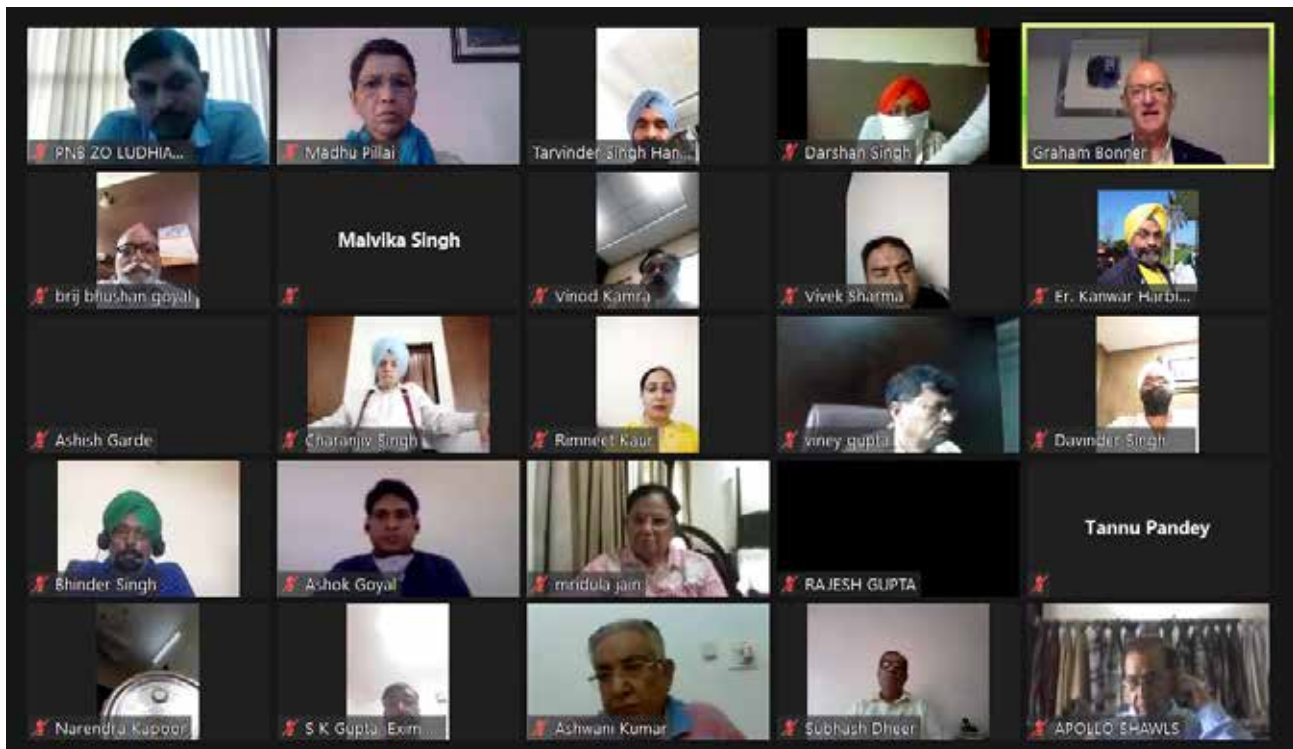 PNB ZO LUDHIA...
Madhu Pillai
Tarvinder Singh Han...
Darshan Singh
Graham Bonner
brij bhushan goyal
Malvika Singh
Vinod Kamra
Vivek Sharma
Er. Kanwar Harbi...
Ashish Garde
Charanjiv Singh
Rimneet Kaur
viney gupta
Davinder Singh
Bhinder Singh
Ashok Goyal
mridula jain
RAJESH GUPTA
Tannu Pandey
Narendra Kapoor
S K Gupta, Exim ...
Ashwani Kumar
Subhash Dheer
APOLLO SHAWLS